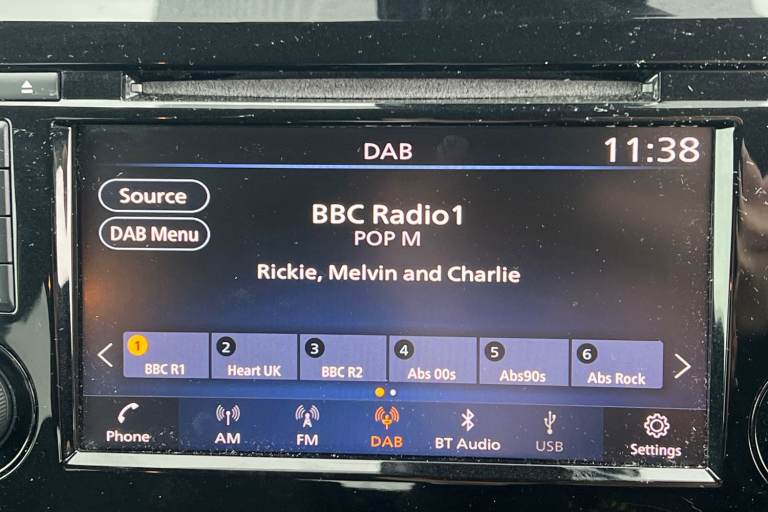 DAB
11:38
Source
DAB Menu
BBC Radio1
POP M
Rickie, Melvin and Charlie
1
BBC R1
2
Heart UK
3
BBC R2
4
Abs 00s
5
Abs90s
6
Abs Rock
Phone
AM
FM
DAB
BT Audio
USB
Settings